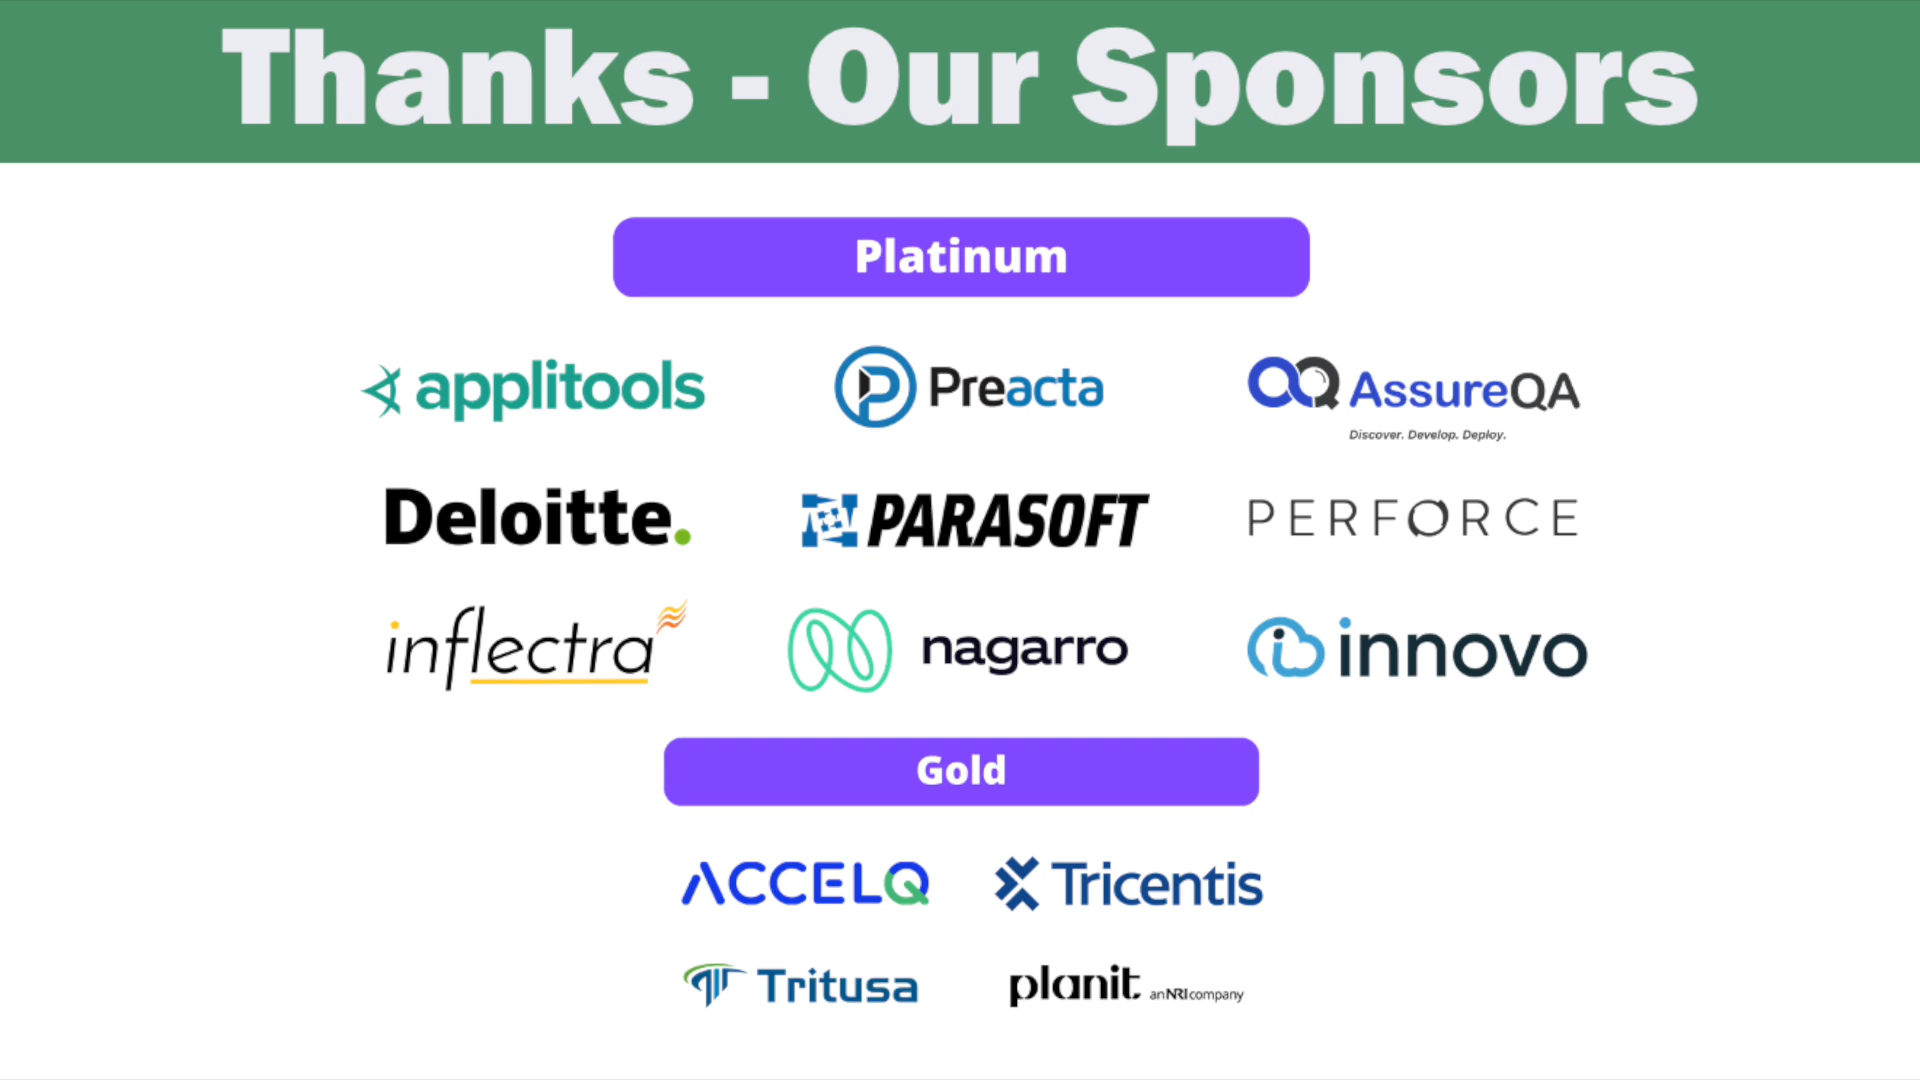 Thanks - Our Sponsors
Platinum
applitools
Preacta
AssureQA
Discover. Develop. Deploy.
Deloitte.
PARASOFT
PERFORCE
inflectra
nagarro
innovo
Gold
ACCELQ
Tricentis
Tritusa
planit an NRI company